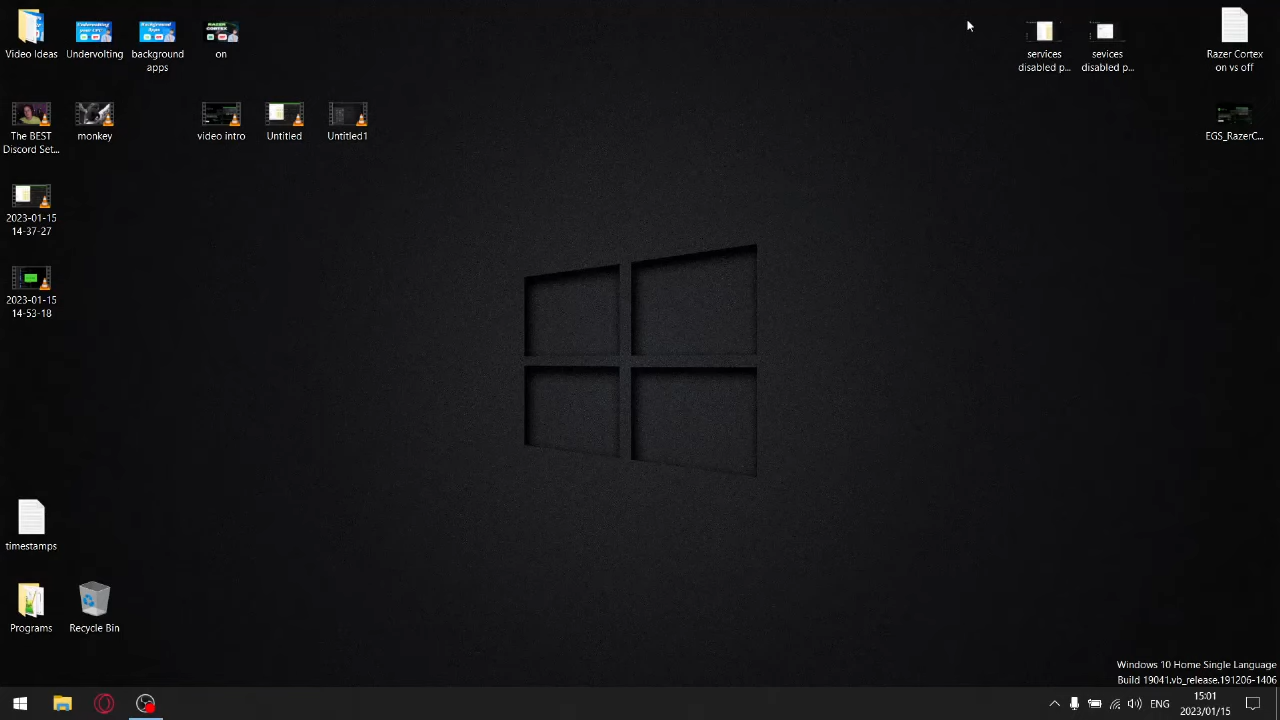 Video Ideas
Undervolting
background
apps
on
services
disabled p...
sevices
disabled p...
Razer Cortex
on vs off
The BEST
Discord Set...
monkey
video intro
Untitled
Untitled1
EGS_RazerC...
2023-01-15
14-37-27
2023-01-15
14-53-18
timestamps
Programs
Recycle Bin
Windows 10 Home Single Language
Build 19041.vb_release.191206-1406
ENG
15:01
2023/01/15